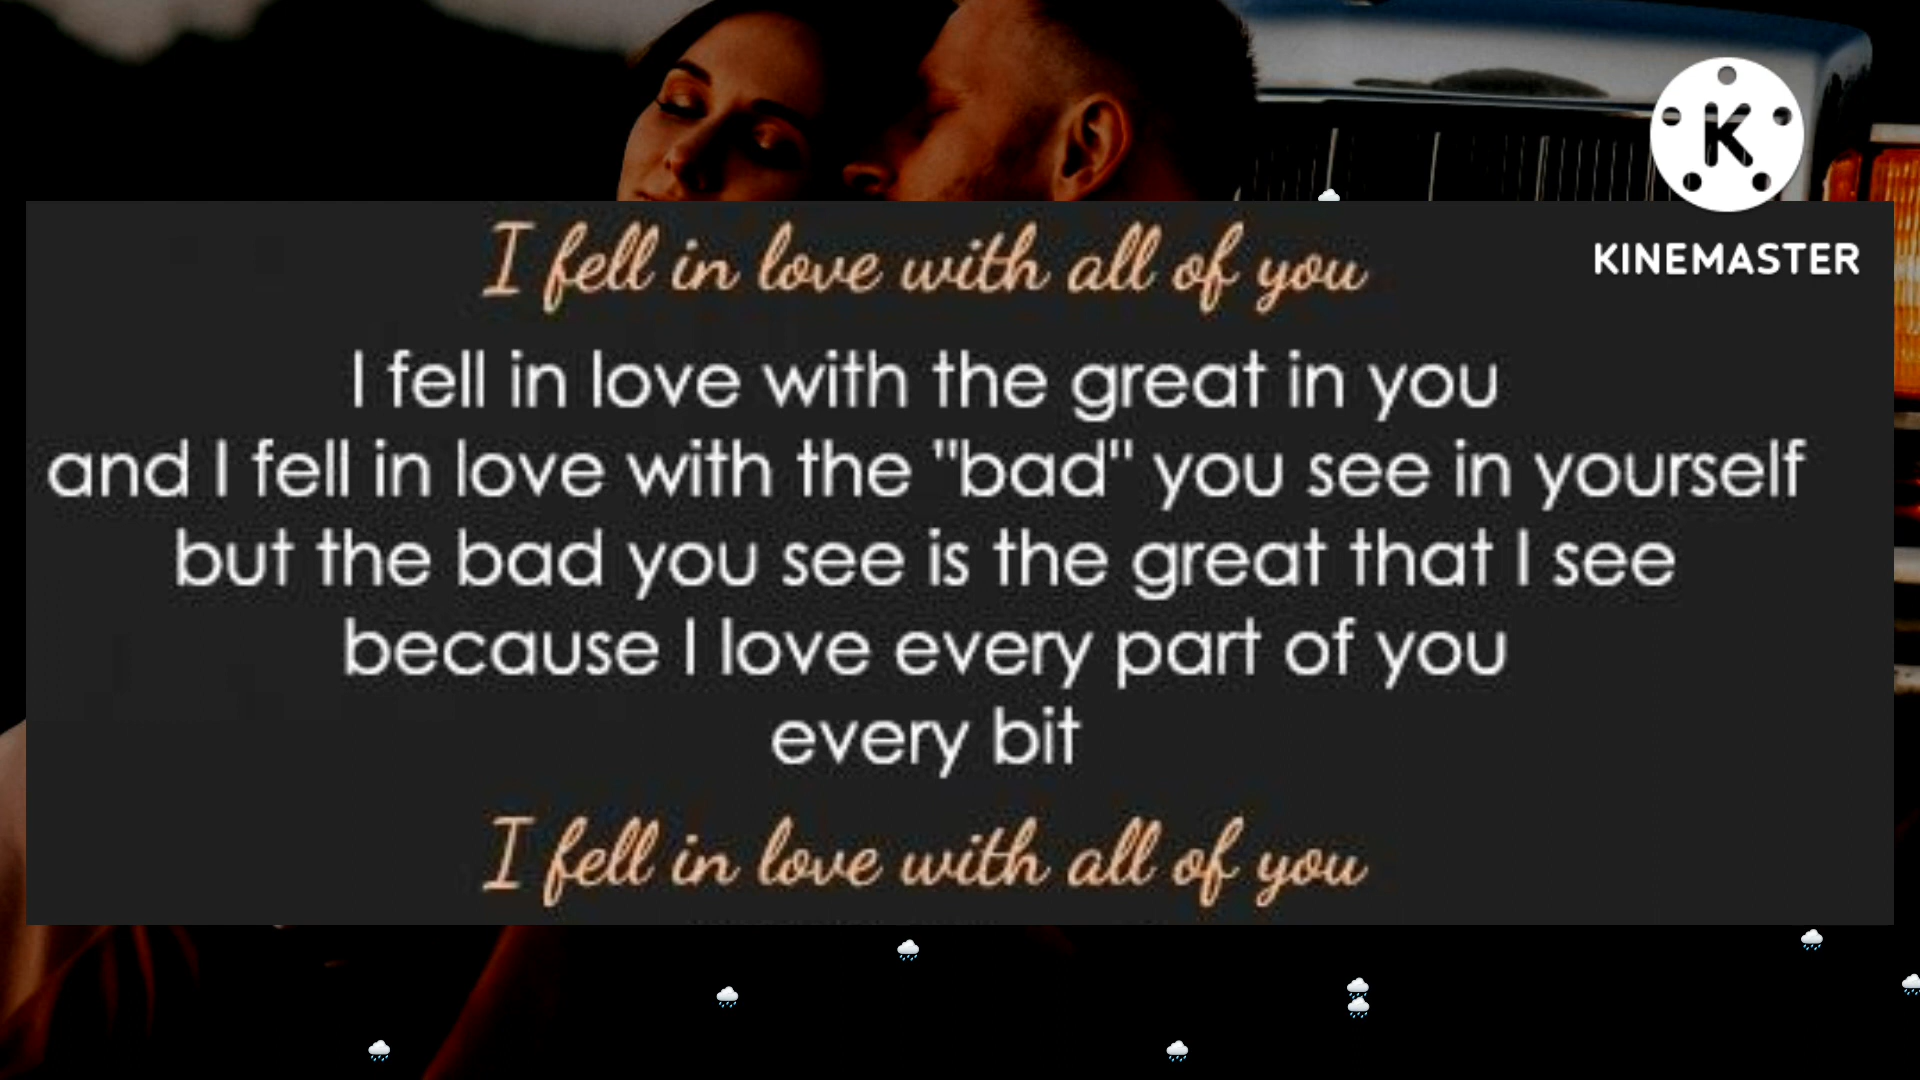 K
KINEMASTER
I fell in love with all of you
I fell in love with the great in you
and I fell in love with the "bad" you see in yourself
but the bad you see is the great that I see
because I love every part of you
every bit
I fell in love with all of you